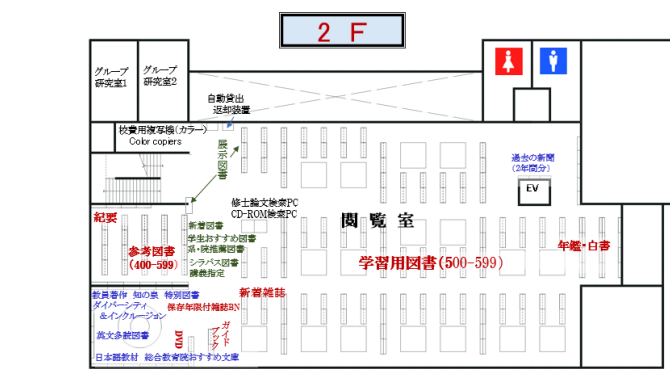 2 F
グループ
研究室1
グループ
研究室2
自動貸出
返却装置
校費用複写機(カラー)
Color copiers
展示図書
過去の新聞
(2年間分)
EV
修士論文検索PC
CD-ROM検索PC
閲覧室
紀要
新着図書
学生おすすめ図書
系・院推薦図書
シラバス図書
講義指定
参考図書
(400-599)
年鑑・白書
学習用図書(500-599)
新着雑誌
教員著作 知の泉 特別図書
ダイバーシティ
&インクルージョン
保存年限付雑誌BN
英文多読図書
DVD
ガイド
ブック
日本語教材 総合教育院おすすめ文庫